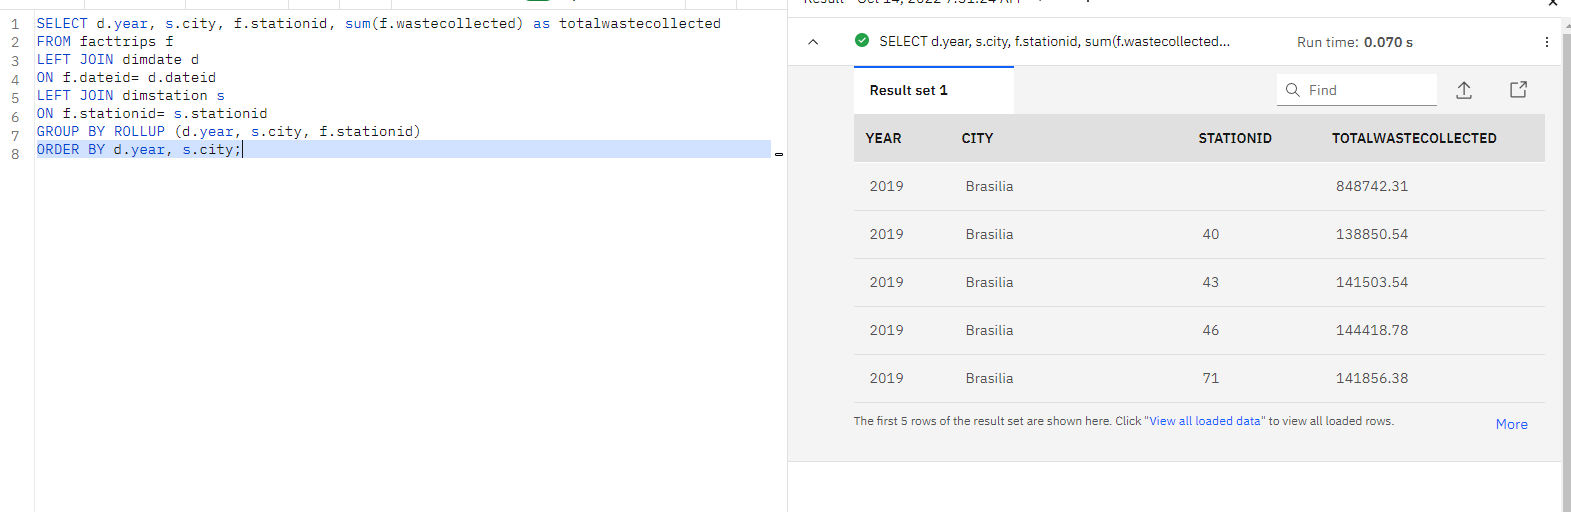 1 SELECT d.year, s.city, f.stationid, sum(f.wastecollected) as totalwastecollected
2 FROM facttrips f
3 LEFT JOIN dimdate d
4 ON f.dateid= d.dateid
5 LEFT JOIN dimstation s
6 ON f.stationid= s.stationid
7 GROUP BY ROLLUP (d.year, s.city, f.stationid)
8 ORDER BY d.year, s.city;
SELECT d.year, s.city, f.stationid, sum(f.wastecollected... Run time: 0.070 s
Result set 1 Find
YEAR CITY STATIONID TOTALWASTECOLLECTED
2019 Brasilia 848742.31
2019 Brasilia 40 138850.54
2019 Brasilia 43 141503.54
2019 Brasilia 46 144418.78
2019 Brasilia 71 141856.38
The first 5 rows of the result set are shown here. Click "View all loaded data" to view all loaded rows. More